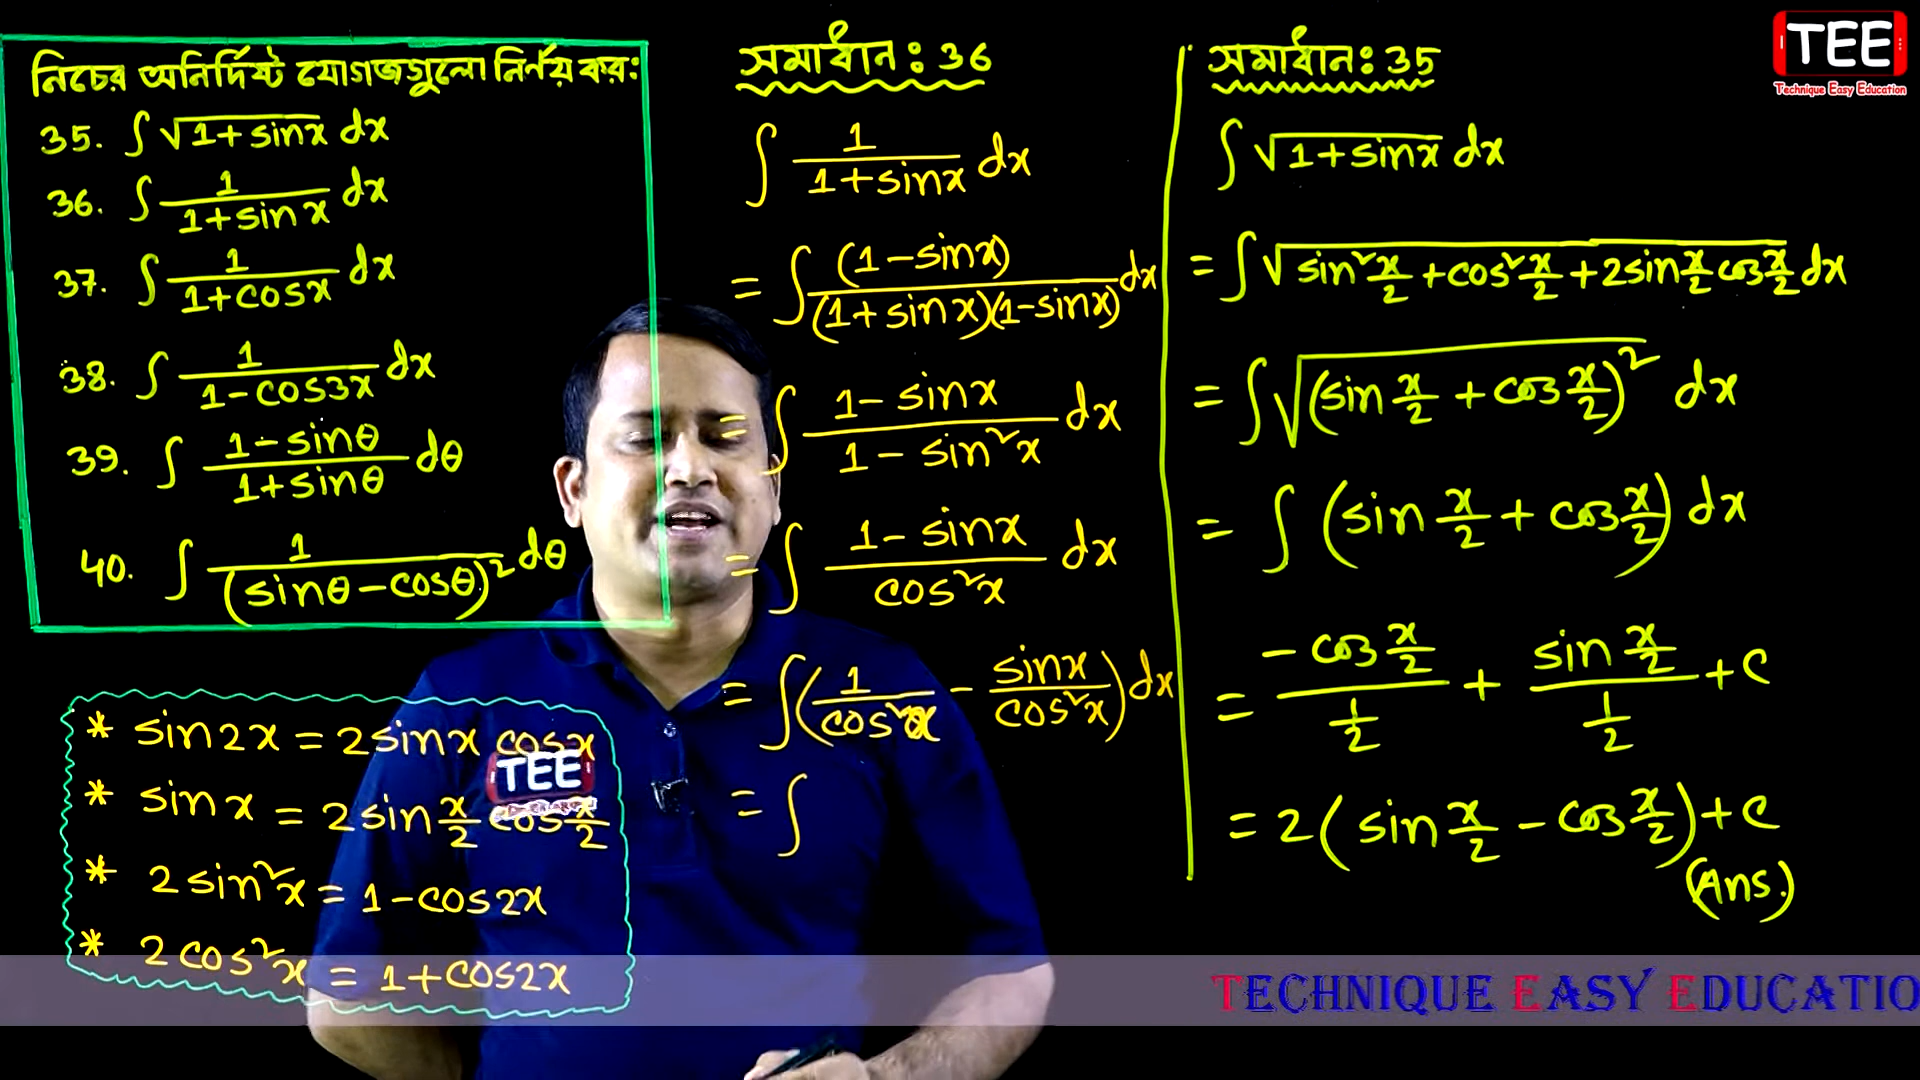 নিচের অনির্দিষ্ট যোগজগুলো নির্নয় কর:
35. ∫ √(1+sinx) dx
36. ∫ 1/(1+sinx) dx
37. ∫ 1/(1+cosx) dx
38. ∫ 1/(1-cos3x) dx
39. ∫ (1-sinθ)/(1+sinθ) dθ
40. ∫ 1/(sinθ-cosθ)² dθ
* sin2x = 2sinx cosx
* sinx = 2sin x/2 cos x/2
* 2sin²x = 1-cos2x
* 2cos²x = 1+cos2x
সমাধান: 36
∫ 1/(1+sinx) dx
= ∫ (1-sinx)/((1+sinx)(1-sinx)) dx
= ∫ (1-sinx)/(1-sin²x) dx
= ∫ (1-sinx)/(cos²x) dx
= ∫ (1/cos²x - sinx/cos²x) dx
= ∫
সমাধান: 35
∫ √(1+sinx) dx
= ∫ √(sin² x/2 + cos² x/2 + 2sin x/2 cos x/2) dx
= ∫ √((sin x/2 + cos x/2)²) dx
= ∫ (sin x/2 + cos x/2) dx
= (-cos x/2)/(1/2) + (sin x/2)/(1/2) + c
= 2(sin x/2 - cos x/2) + c
(Ans.)
TEE
Technique Easy Education
TEE
TECHNIQUE EASY EDUCATIO